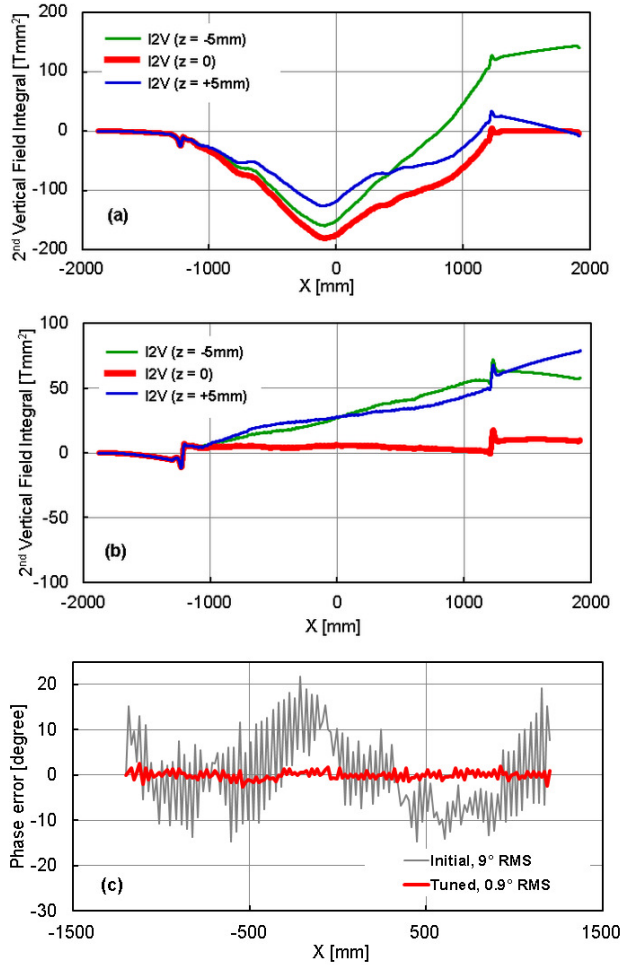 200
100
0
-100
-200
2nd Vertical Field Integral [Tmm2]
I2V (z = -5mm)
I2V (z = 0)
I2V (z = +5mm)
(a)
-2000
-1000
0
1000
2000
X [mm]
100
50
0
-50
-100
2nd Vertical Field Integral [Tmm2]
I2V (z = -5mm)
I2V (z = 0)
I2V (z = +5mm)
(b)
-2000
-1000
0
1000
2000
X [mm]
20
10
0
-10
-20
-30
Phase error [degree]
Initial, 9° RMS
Tuned, 0.9° RMS
(c)
-1500
-500
500
1500
X [mm]